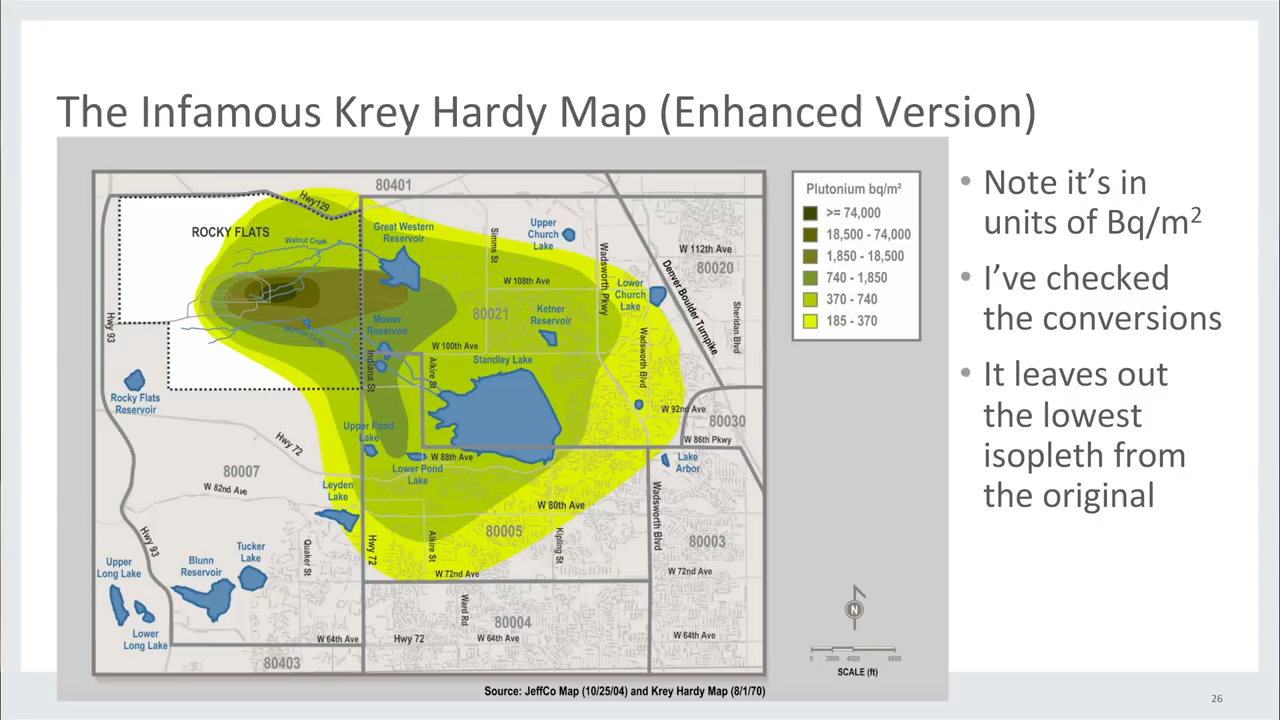 The Infamous Krey Hardy Map (Enhanced Version)
80401
Hwy129
ROCKY FLATS
Walnut Creek
Great Western
Reservoir
Simms St
Upper
Church
Lake
Wadsworth Pkwy
W 112th Ave
80020
Denver Boulder Turnpike
Lower
Church
Lake
W 108th Ave
Sheridan Blvd
Hwy 93
Mower
Reservoir
80021
Ketner
Reservoir
W 100th Ave
Indiana St
Alkire St
Standley Lake
Wadsworth Blvd
Rocky Flats
Reservoir
W 92nd Ave
80030
Upper Pond
Lake
W 86th Pkwy
Hwy 72
W 88th Ave
Lake
Arbor
80007
Lower Pond
Lake
W 82nd Ave
Leyden
Lake
W 80th Ave
Wadsworth Blvd
Hwy 93
Quaker St
Hwy 72
Alkire St
80005
Kipling St
80003
Upper
Long Lake
Blunn
Reservoir
Tucker
Lake
W 72nd Ave
W 72nd Ave
Ward Rd
80004
Lower
Long Lake
W 64th Ave
Hwy 72
W 64th Ave
W 64th Ave
80403
Plutonium bq/m²
>= 74,000
18,500 - 74,000
1,850 - 18,500
740 - 1,850
370 - 740
185 - 370
N
0 2000 4000 8000
SCALE (ft)
Source: JeffCo Map (10/25/04) and Krey Hardy Map (8/1/70)
• Note it’s in
units of Bq/m²
• I’ve checked
the conversions
• It leaves out
the lowest
isopleth from
the original
26